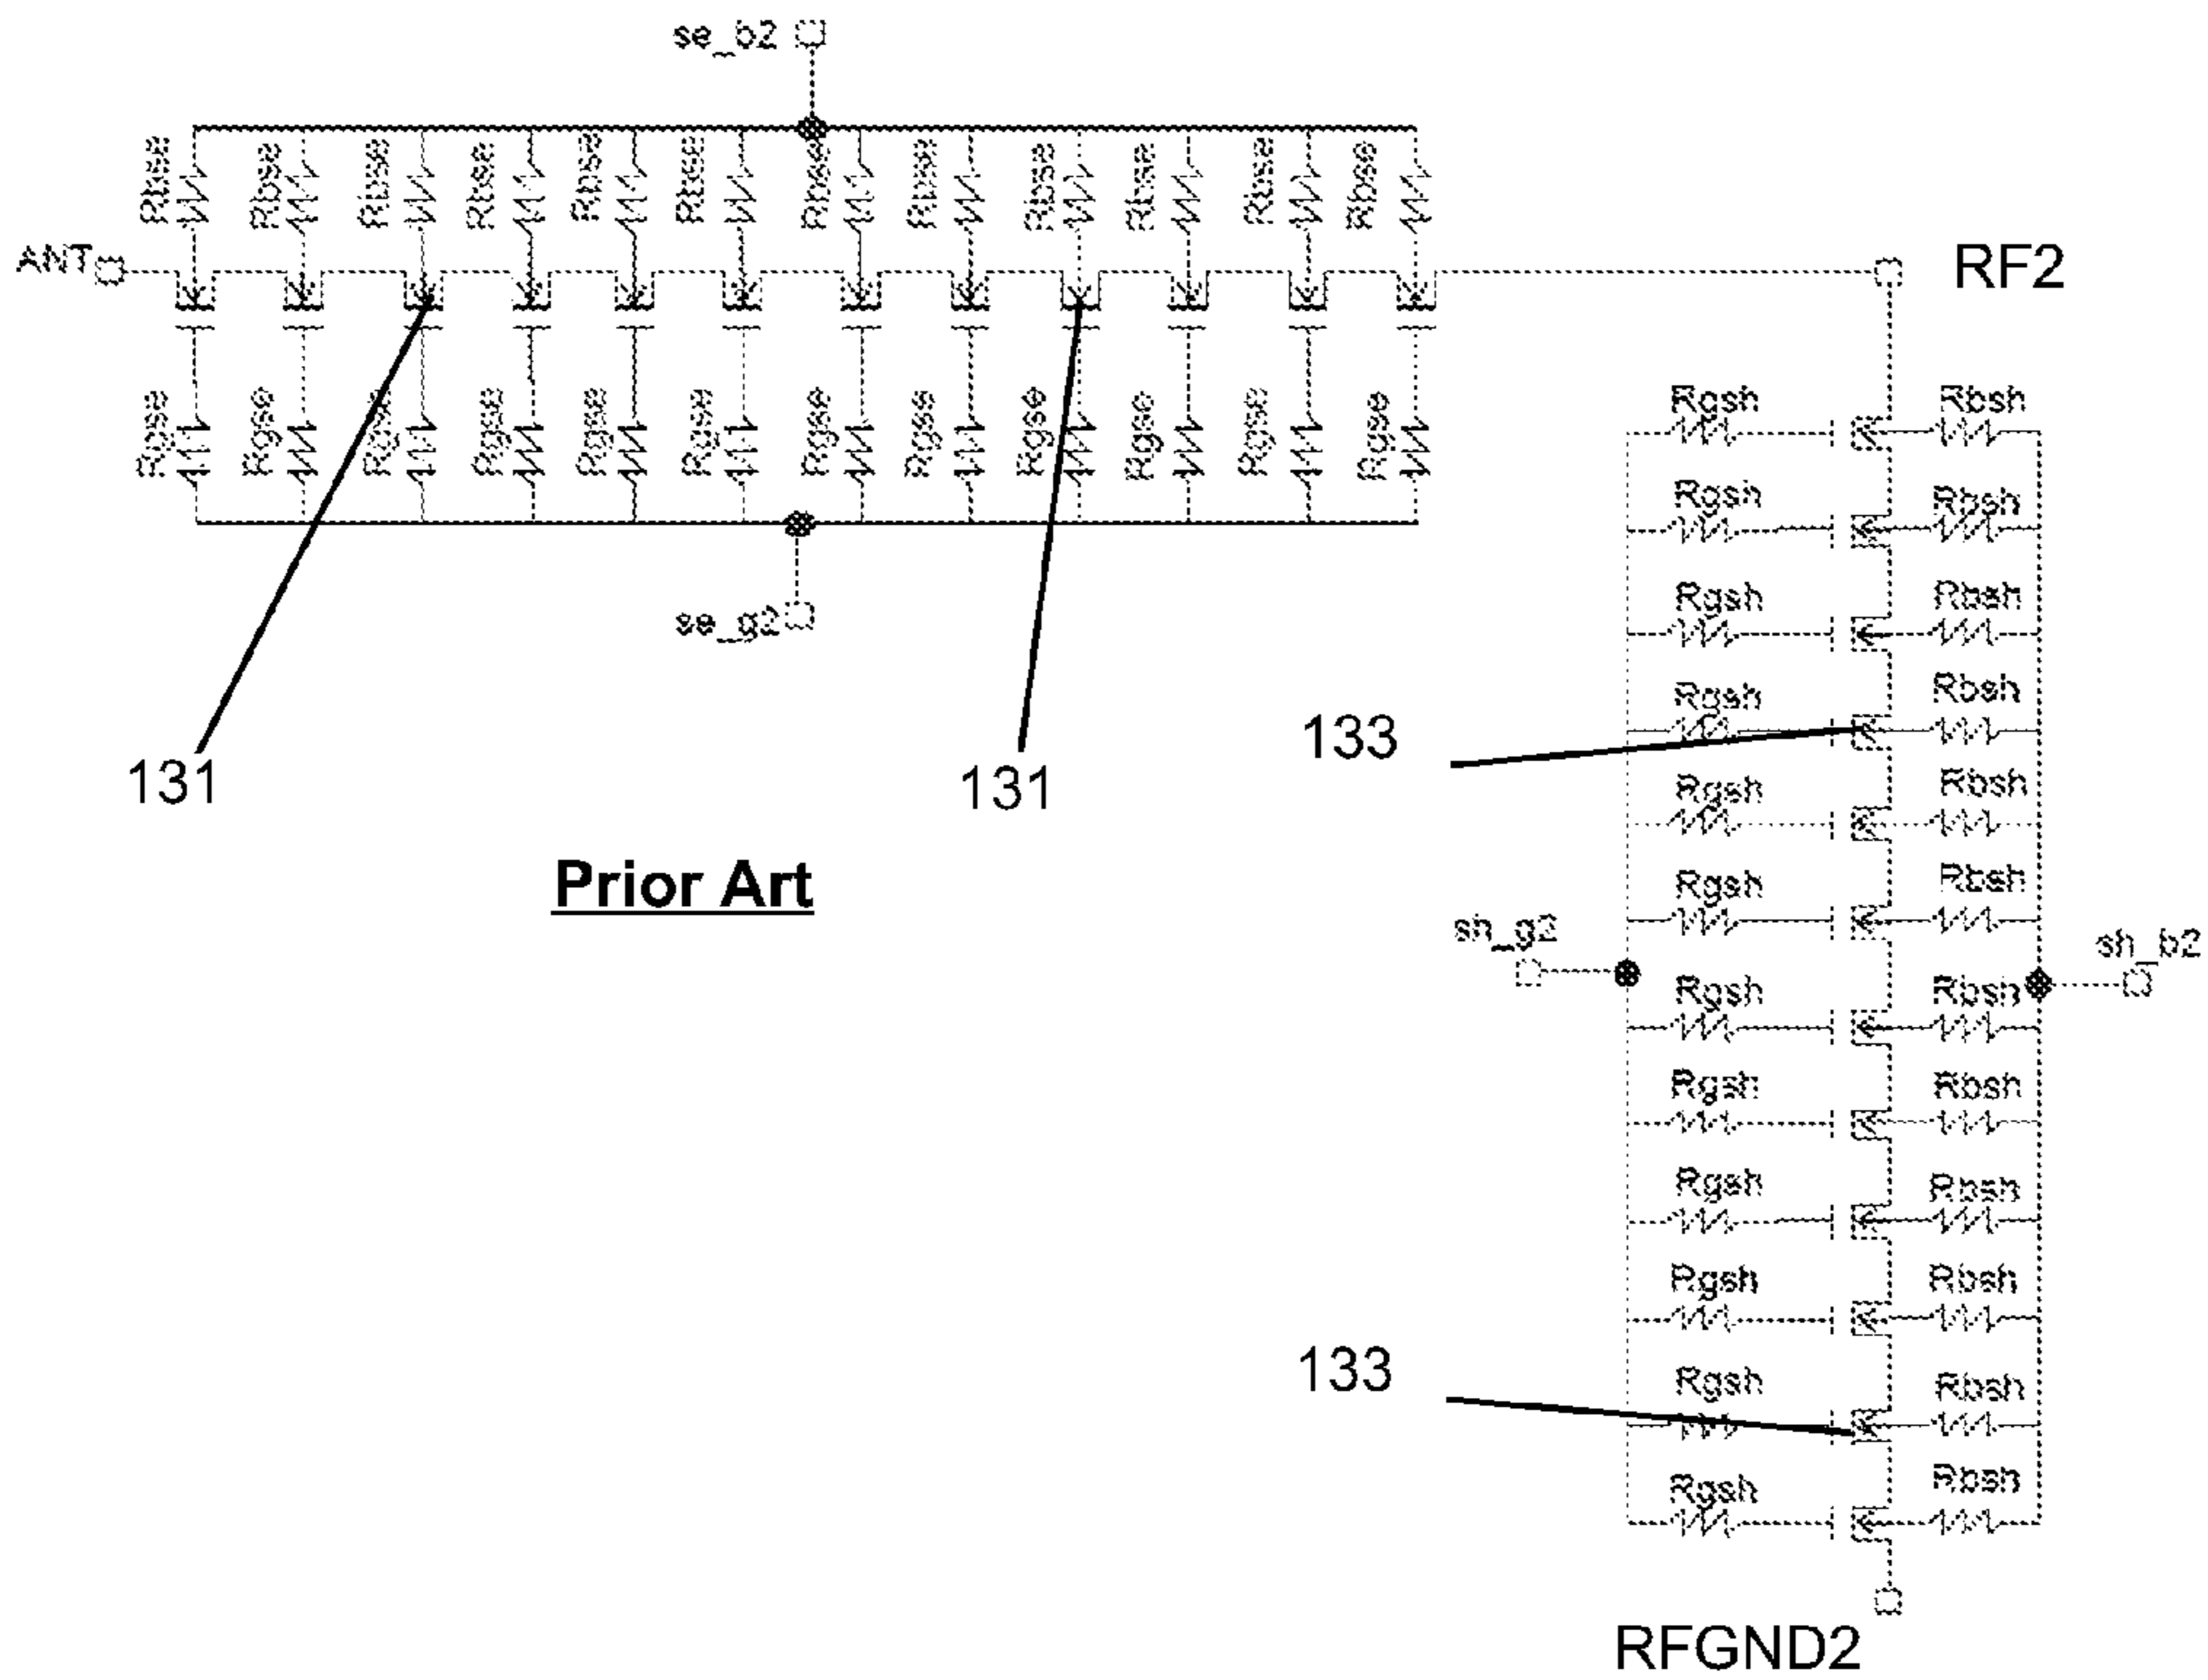 se_b2
Rbse Rbse Rbse Rbse Rbse Rbse Rbse Rbse Rbse Rbse Rbse Rbse
ANT
RF2
Rgse Rgse Rgse Rgse Rgse Rgse Rgse Rgse Rgse Rgse Rgse Rgse
se_g2
131
131
Prior Art
Rgsh Rbsh
Rgsh Rbsh
Rgsh Rbsh
Rgsh Rbsh
133
Rgsh Rbsh
Rgsh Rbsh
sh_g2
sh_b2
Rgsh Rbsh
Rgsh Rbsh
Rgsh Rbsh
Rgsh Rbsh
133
Rgsh Rbsh
Rgsh Rbsh
RFGND2